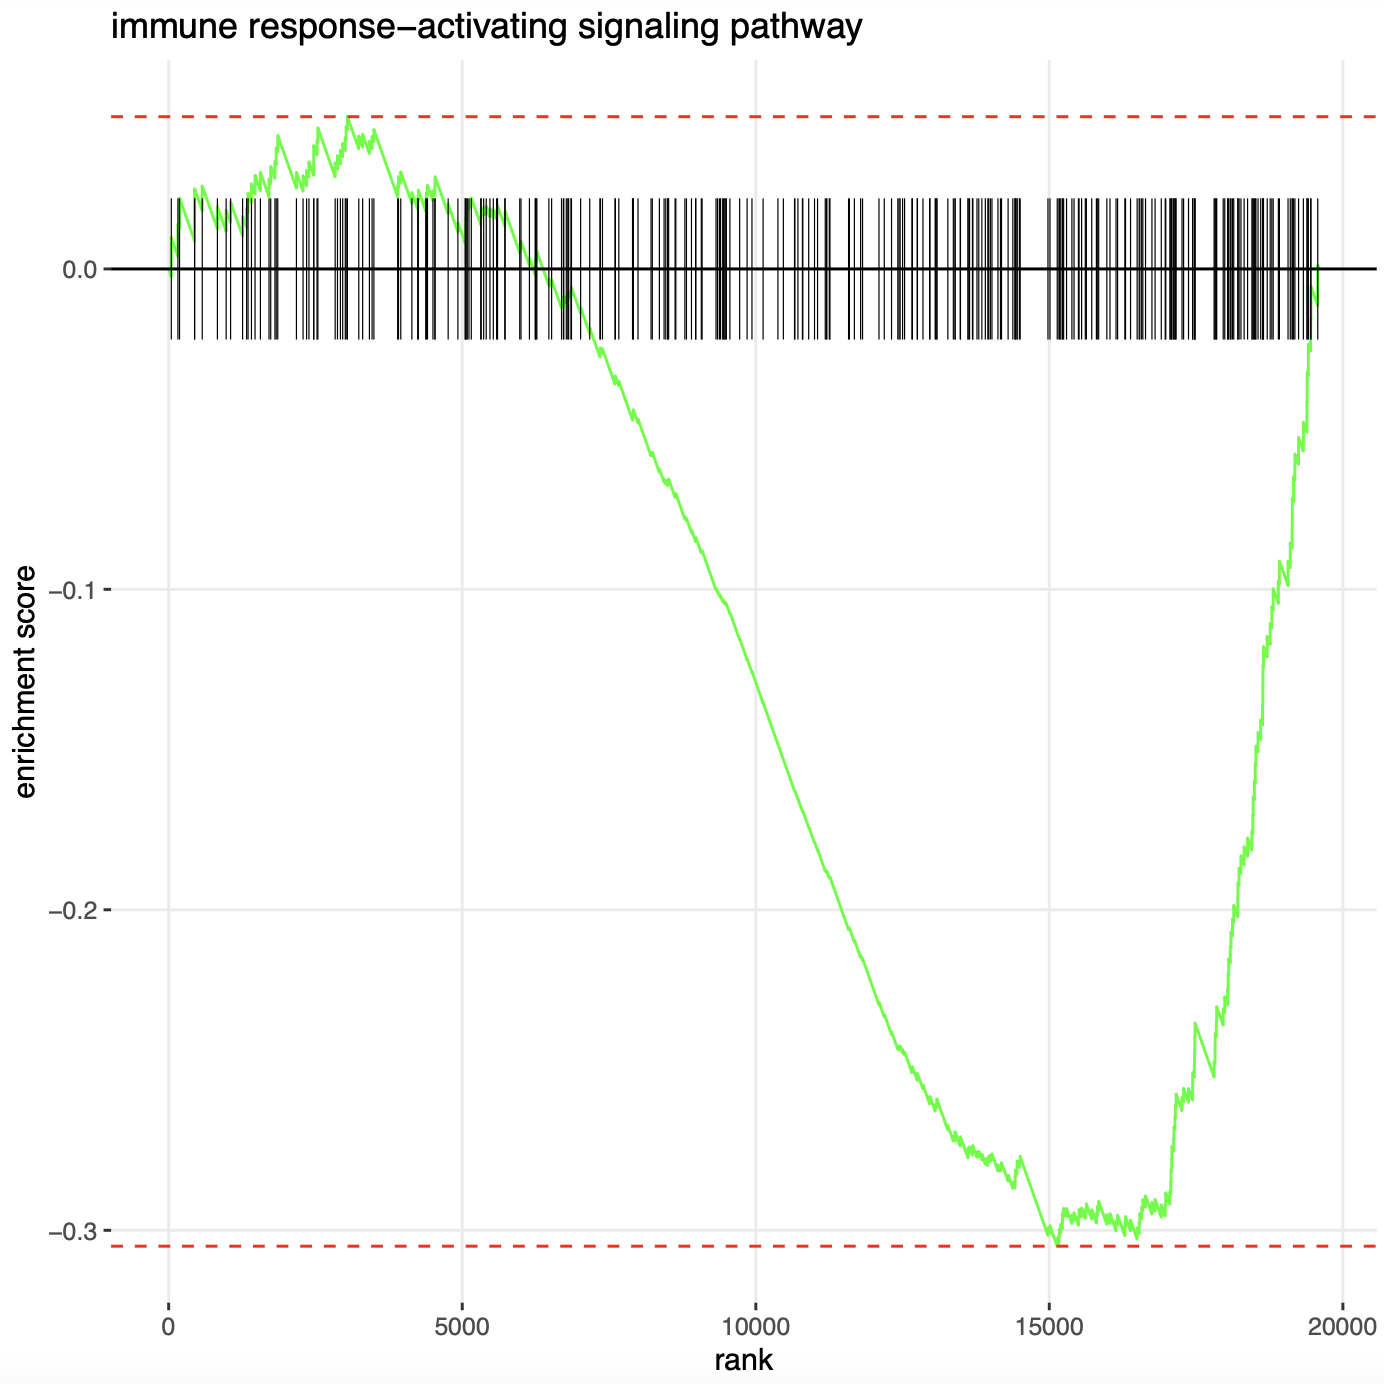 immune response−activating signaling pathway
enrichment score
0.0
−0.1
−0.2
−0.3
0 5000 10000 15000 20000
rank